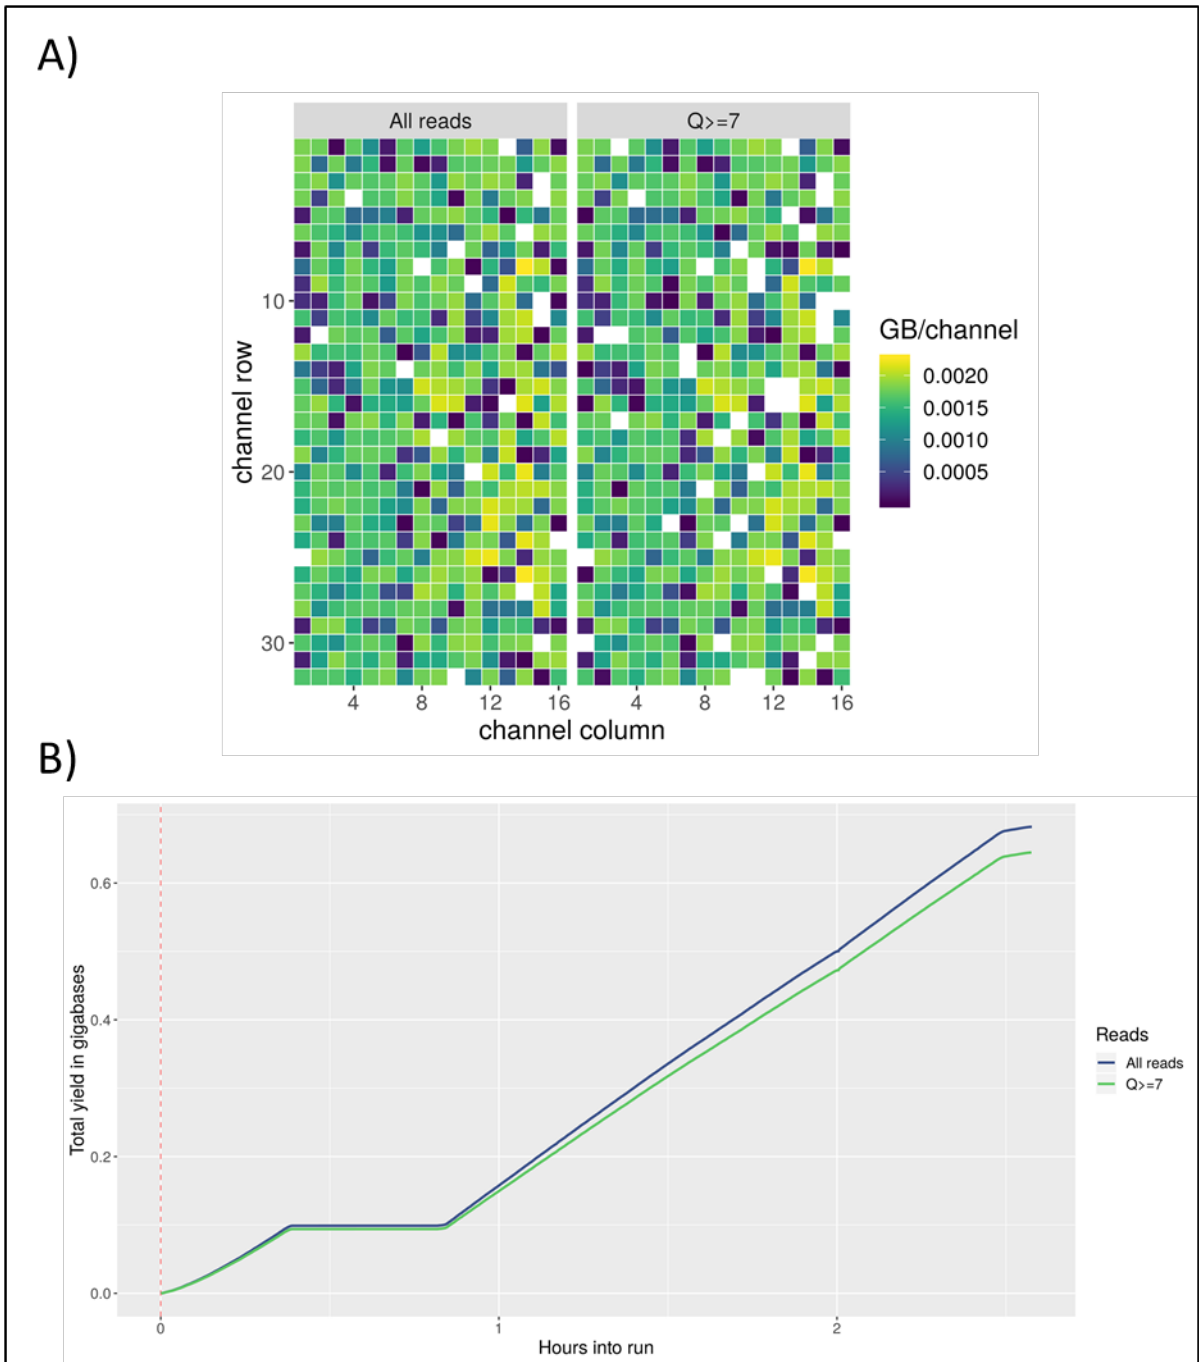 A)
All reads
Q>=7
10
20
30
channel row
4
8
12
16
4
8
12
16
channel column
GB/channel
0.0020
0.0015
0.0010
0.0005
B)
Total yield in gigabases
0.6
0.4
0.2
0.0
0
1
2
Hours into run
Reads
All reads
Q>=7